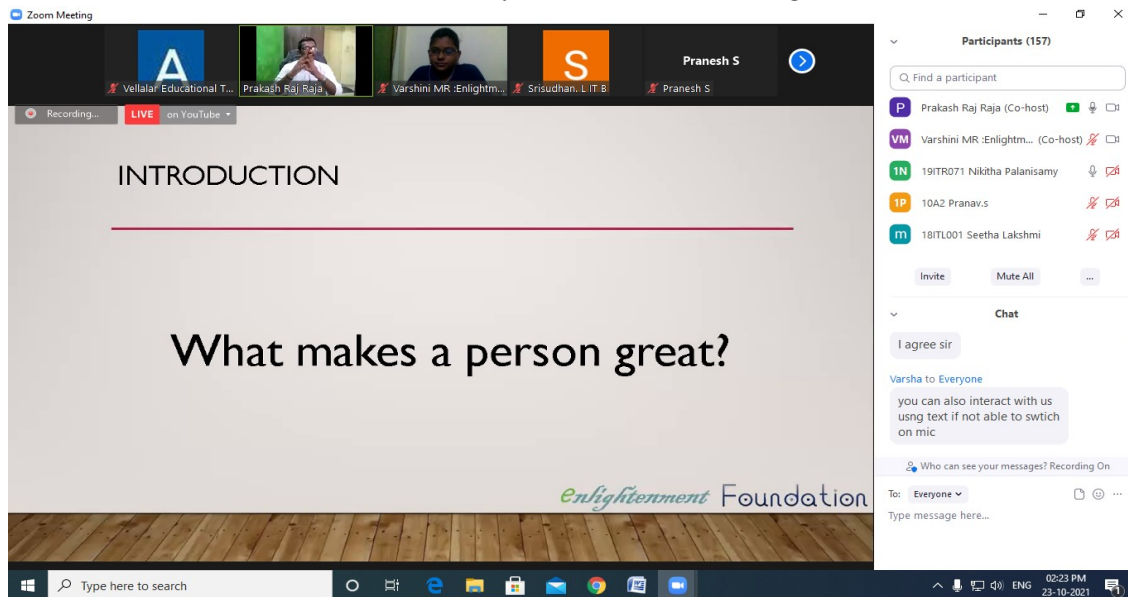 Zoom Meeting
A
S
Pranesh S
Vellalar Educational T...
Prakash Raj Raja
Varshini MR :Enlightm...
Srisudhan. L IT B
Pranesh S
Recording...
LIVE on YouTube
INTRODUCTION
What makes a person great?
enlightenment Foundation
Participants (157)
Find a participant
P Prakash Raj Raja (Co-host)
VM Varshini MR :Enlightm... (Co-host)
1N 19ITR071 Nikitha Palanisamy
1P 10A2 Pranav.s
m 18ITL001 Seetha Lakshmi
Invite Mute All ...
Chat
I agree sir
Varsha to Everyone
you can also interact with us
usng text if not able to swtich
on mic
Who can see your messages? Recording On
To: Everyone
Type message here...
Type here to search
ENG
02:23 PM
23-10-2021
1